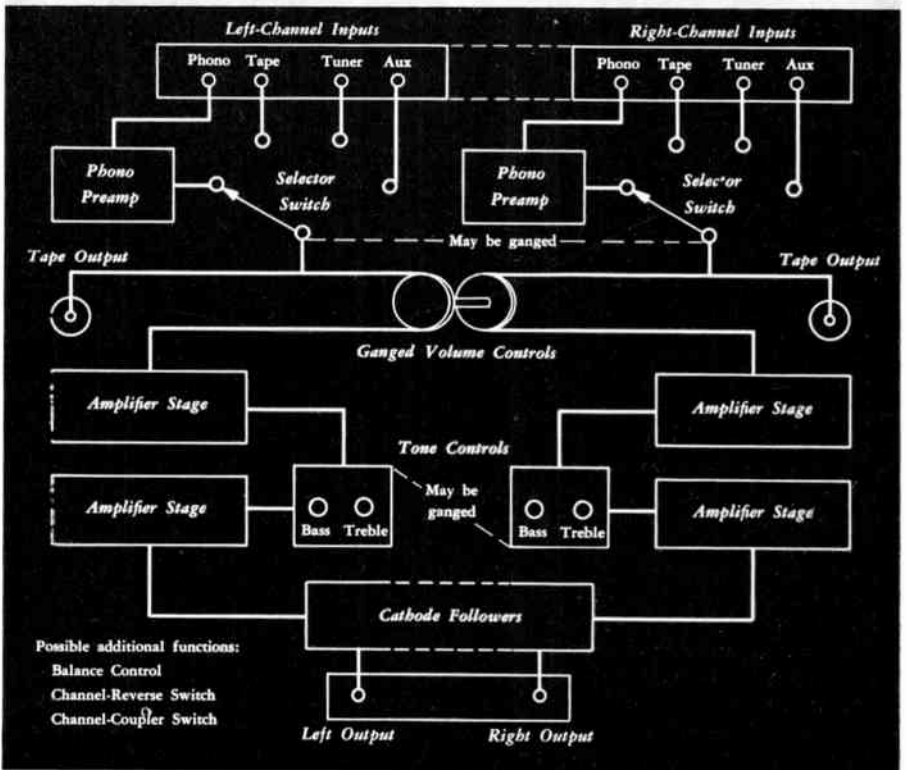 Left-Channel Inputs
Right-Channel Inputs
Phono Tape Tuner Aux
Phono Tape Tuner Aux
Phono
Preamp
Selector
Switch
Phono
Preamp
Selector
Switch
May be ganged
Tape Output
Tape Output
Ganged Volume Controls
Amplifier Stage
Amplifier Stage
Tone Controls
Amplifier Stage
Bass Treble
May be
ganged
Bass Treble
Amplifier Stage
Cathode Followers
Possible additional functions:
Balance Control
Channel-Reverse Switch
Channel-Coupler Switch
Left Output
Right Output